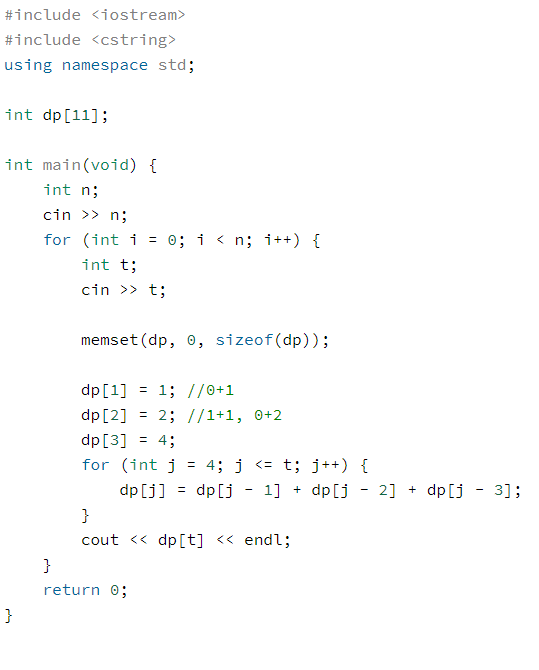 #include <iostream>
#include <cstring>
using namespace std;

int dp[11];

int main(void) {
    int n;
    cin >> n;
    for (int i = 0; i < n; i++) {
        int t;
        cin >> t;

        memset(dp, 0, sizeof(dp));

        dp[1] = 1; //0+1
        dp[2] = 2; //1+1, 0+2
        dp[3] = 4;
        for (int j = 4; j <= t; j++) {
            dp[j] = dp[j - 1] + dp[j - 2] + dp[j - 3];
        }
        cout << dp[t] << endl;
    }
    return 0;
}